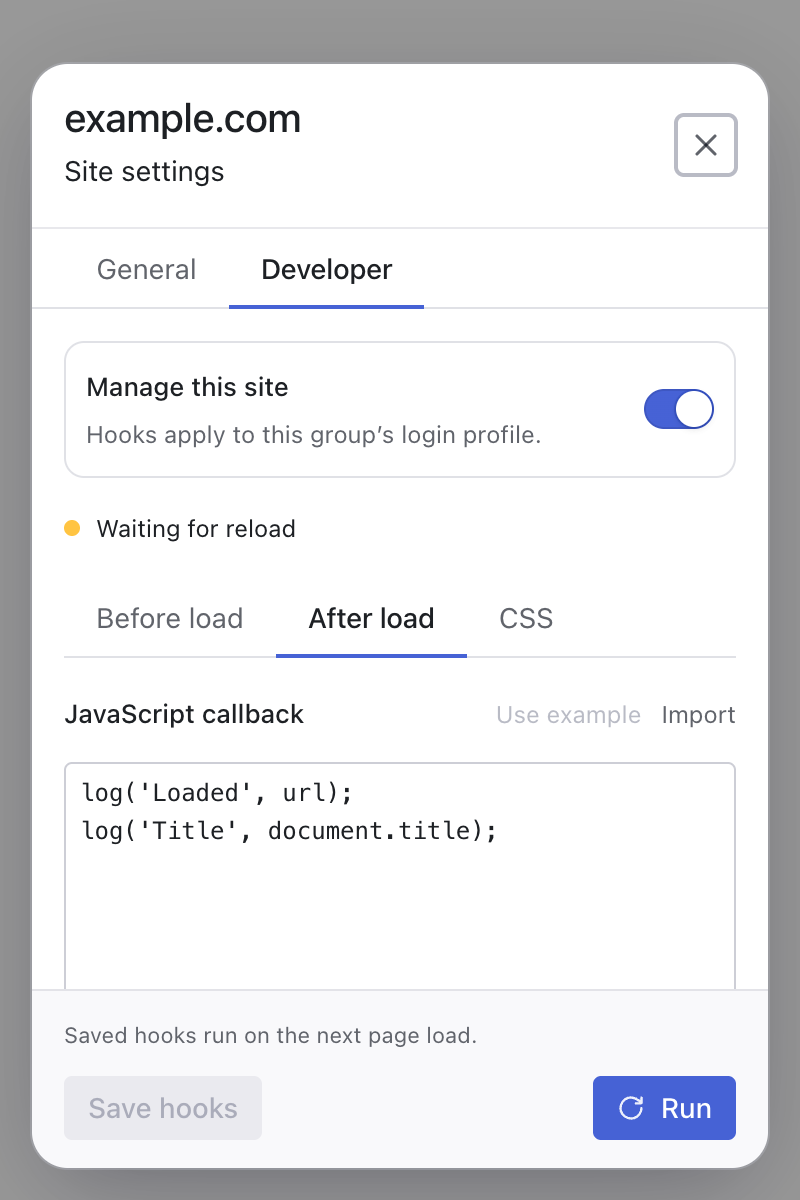 example.com
Site settings
General Developer
Manage this site
Hooks apply to this group’s login profile.
Waiting for reload
Before load After load CSS
JavaScript callback Use example Import
log('Loaded', url);
log('Title', document.title);
Saved hooks run on the next page load.
Save hooks Run